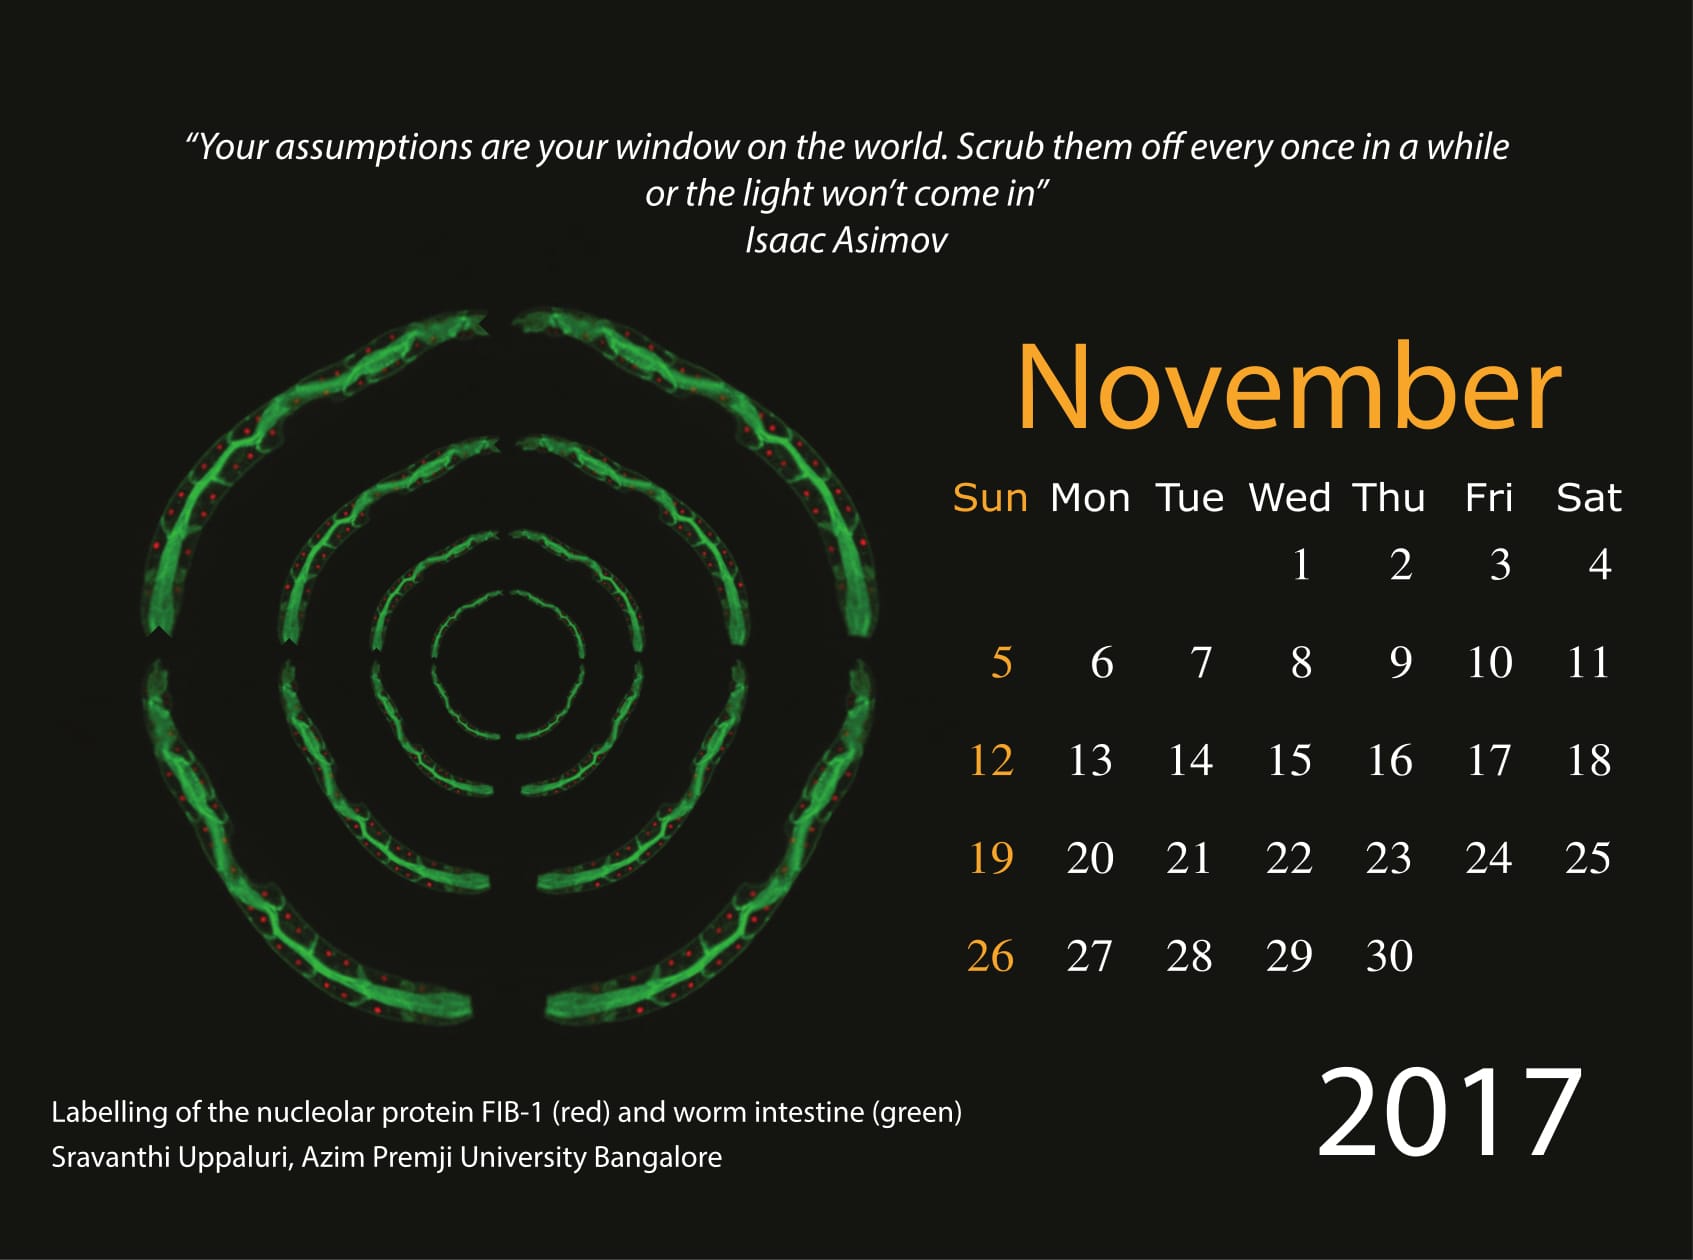 “Your assumptions are your window on the world. Scrub them off every once in a while
or the light won’t come in”
Isaac Asimov
November
Sun Mon Tue Wed Thu Fri Sat
1 2 3 4
5 6 7 8 9 10 11
12 13 14 15 16 17 18
19 20 21 22 23 24 25
26 27 28 29 30
2017
Labelling of the nucleolar protein FIB-1 (red) and worm intestine (green)
Sravanthi Uppaluri, Azim Premji University Bangalore